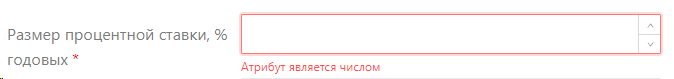 Размер процентной ставки, %
годовых *
Атрибут является числом